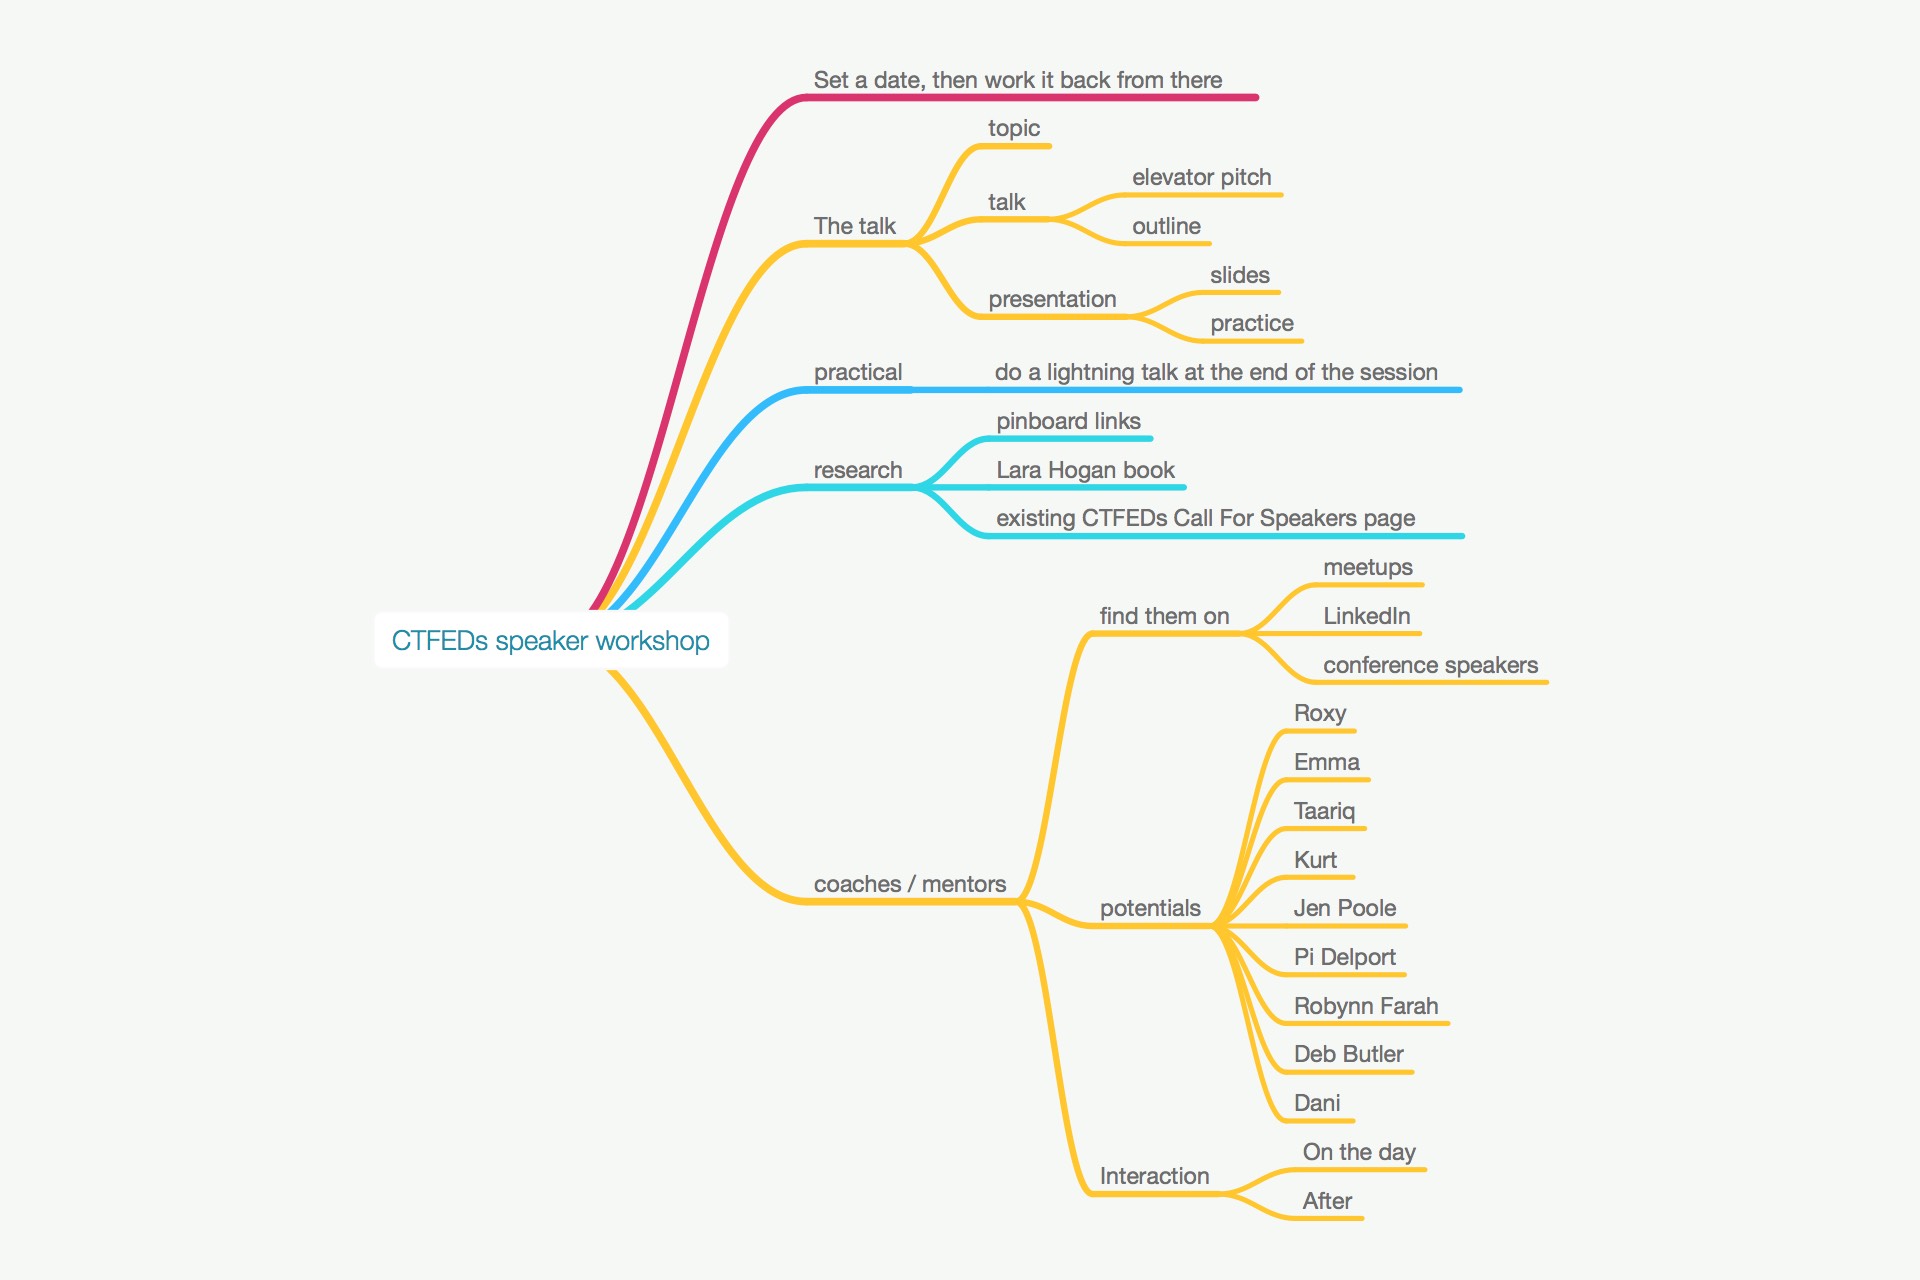 Set a date, then work it back from there
topic
elevator pitch
talk
The talk
outline
slides
presentation
practice
practical
do a lightning talk at the end of the session
pinboard links
research
Lara Hogan book
existing CTFEDs Call For Speakers page
CTFEDs speaker workshop
meetups
find them on
LinkedIn
conference speakers
Roxy
Emma
Taariq
Kurt
coaches / mentors
potentials
Jen Poole
Pi Delport
Robynn Farah
Deb Butler
Dani
On the day
Interaction
After